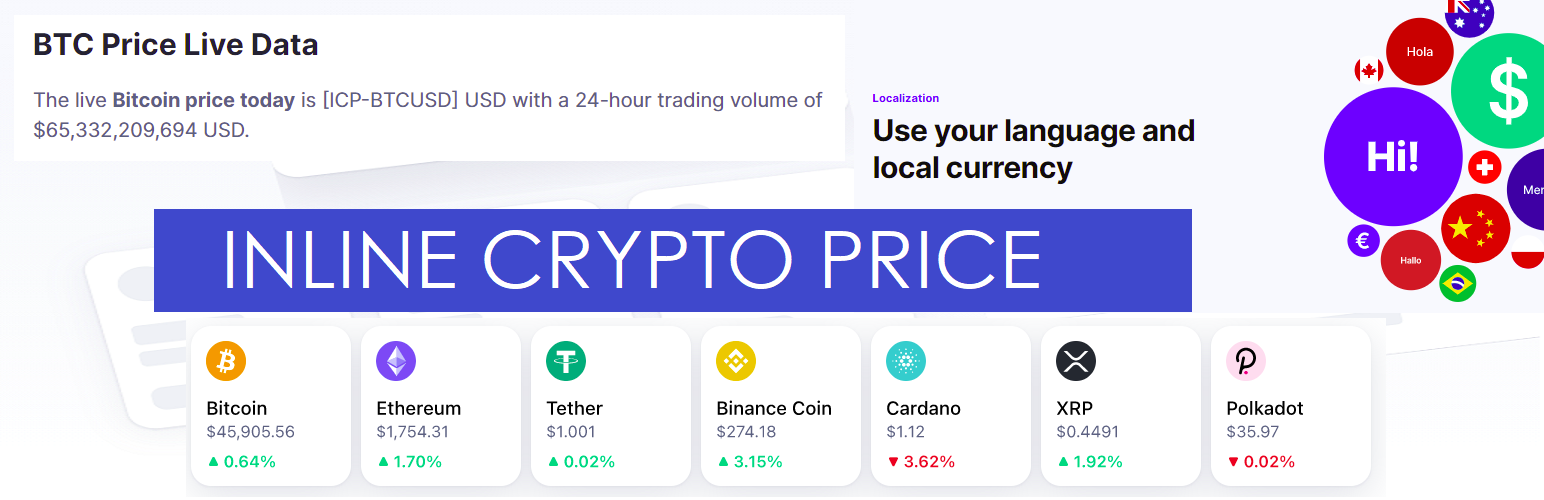 BTC Price Live Data
The live Bitcoin price today is [ICP-BTCUSD] USD with a 24-hour trading volume of
$65,332,209,694 USD.
Localization
Use your language and
local currency
Hola
$
Hi!
Mer
€
Hallo
INLINE CRYPTO PRICE
Bitcoin
$45,905.56
0.64%
Ethereum
$1,754.31
1.70%
Tether
$1.001
0.02%
Binance Coin
$274.18
3.15%
Cardano
$1.12
3.62%
XRP
$0.4491
1.92%
Polkadot
$35.97
0.02%